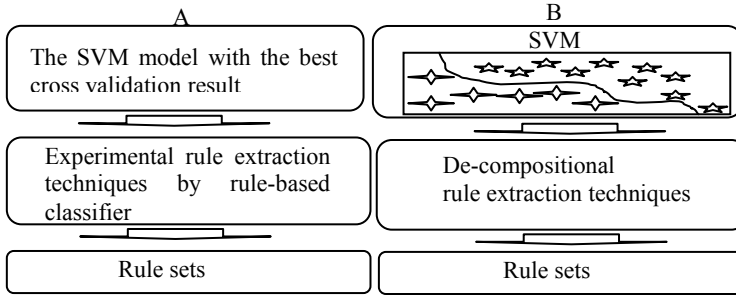 A
The SVM model with the best
cross validation result
Experimental rule extraction
techniques by rule-based
classifier
Rule sets
B
SVM
De-compositional
rule extraction techniques
Rule sets